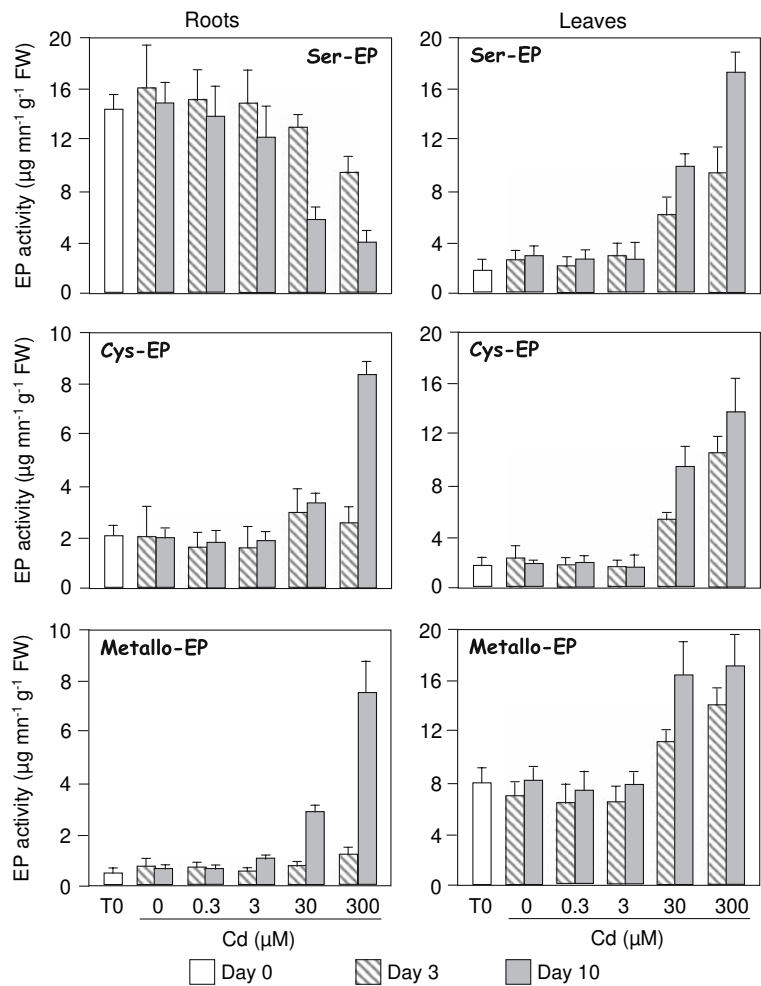 Roots
Leaves
EP activity (µg mn-1 g-1 FW)
20
16
12
8
4
0
Ser-EP
20
16
12
8
4
0
Ser-EP
EP activity (µg mn-1 g-1 FW)
10
8
6
4
2
0
Cys-EP
20
16
12
8
4
0
Cys-EP
EP activity (µg mn-1 g-1 FW)
10
8
6
4
2
0
Metallo-EP
20
16
12
8
4
0
Metallo-EP
T0 0 0.3 3 30 300
Cd (µM)
T0 0 0.3 3 30 300
Cd (µM)
Day 0 Day 3 Day 10